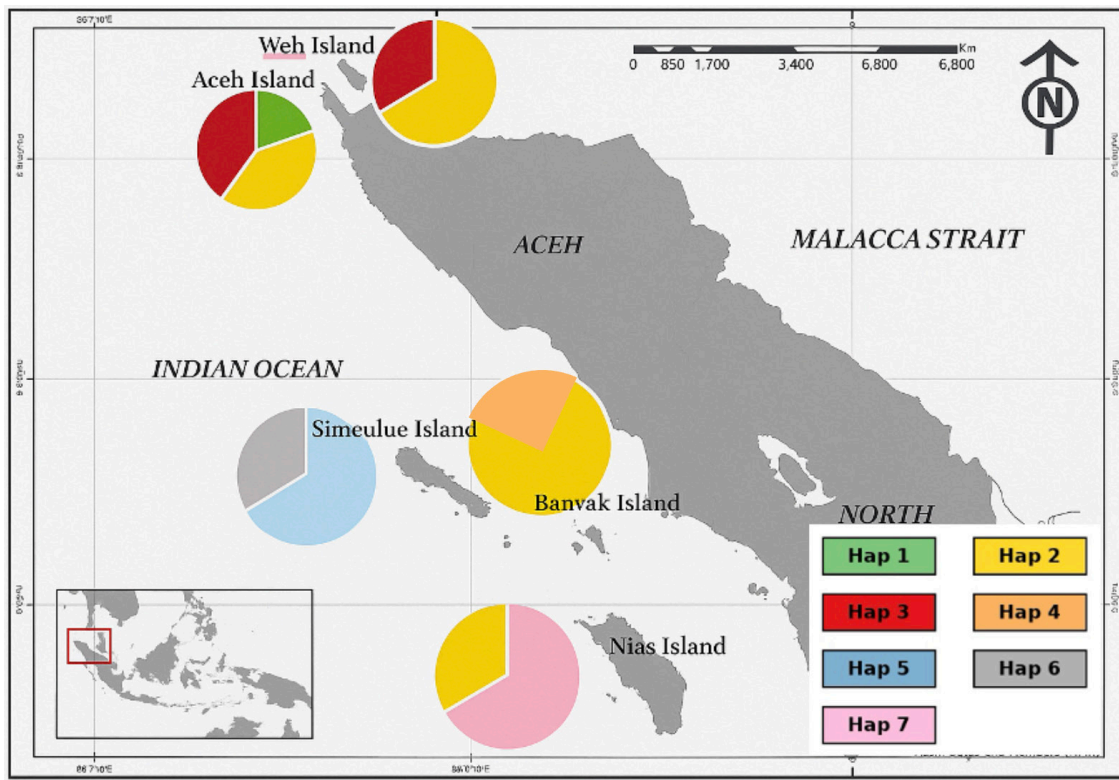 Weh Island
Aceh Island
Km
0 850 1,700 3,400 6,800 6,800
N
ACEH
MALACCA STRAIT
INDIAN OCEAN
Simeulue Island
Banvak Island
NORTH
Nias Island
Hap 1
Hap 2
Hap 3
Hap 4
Hap 5
Hap 6
Hap 7